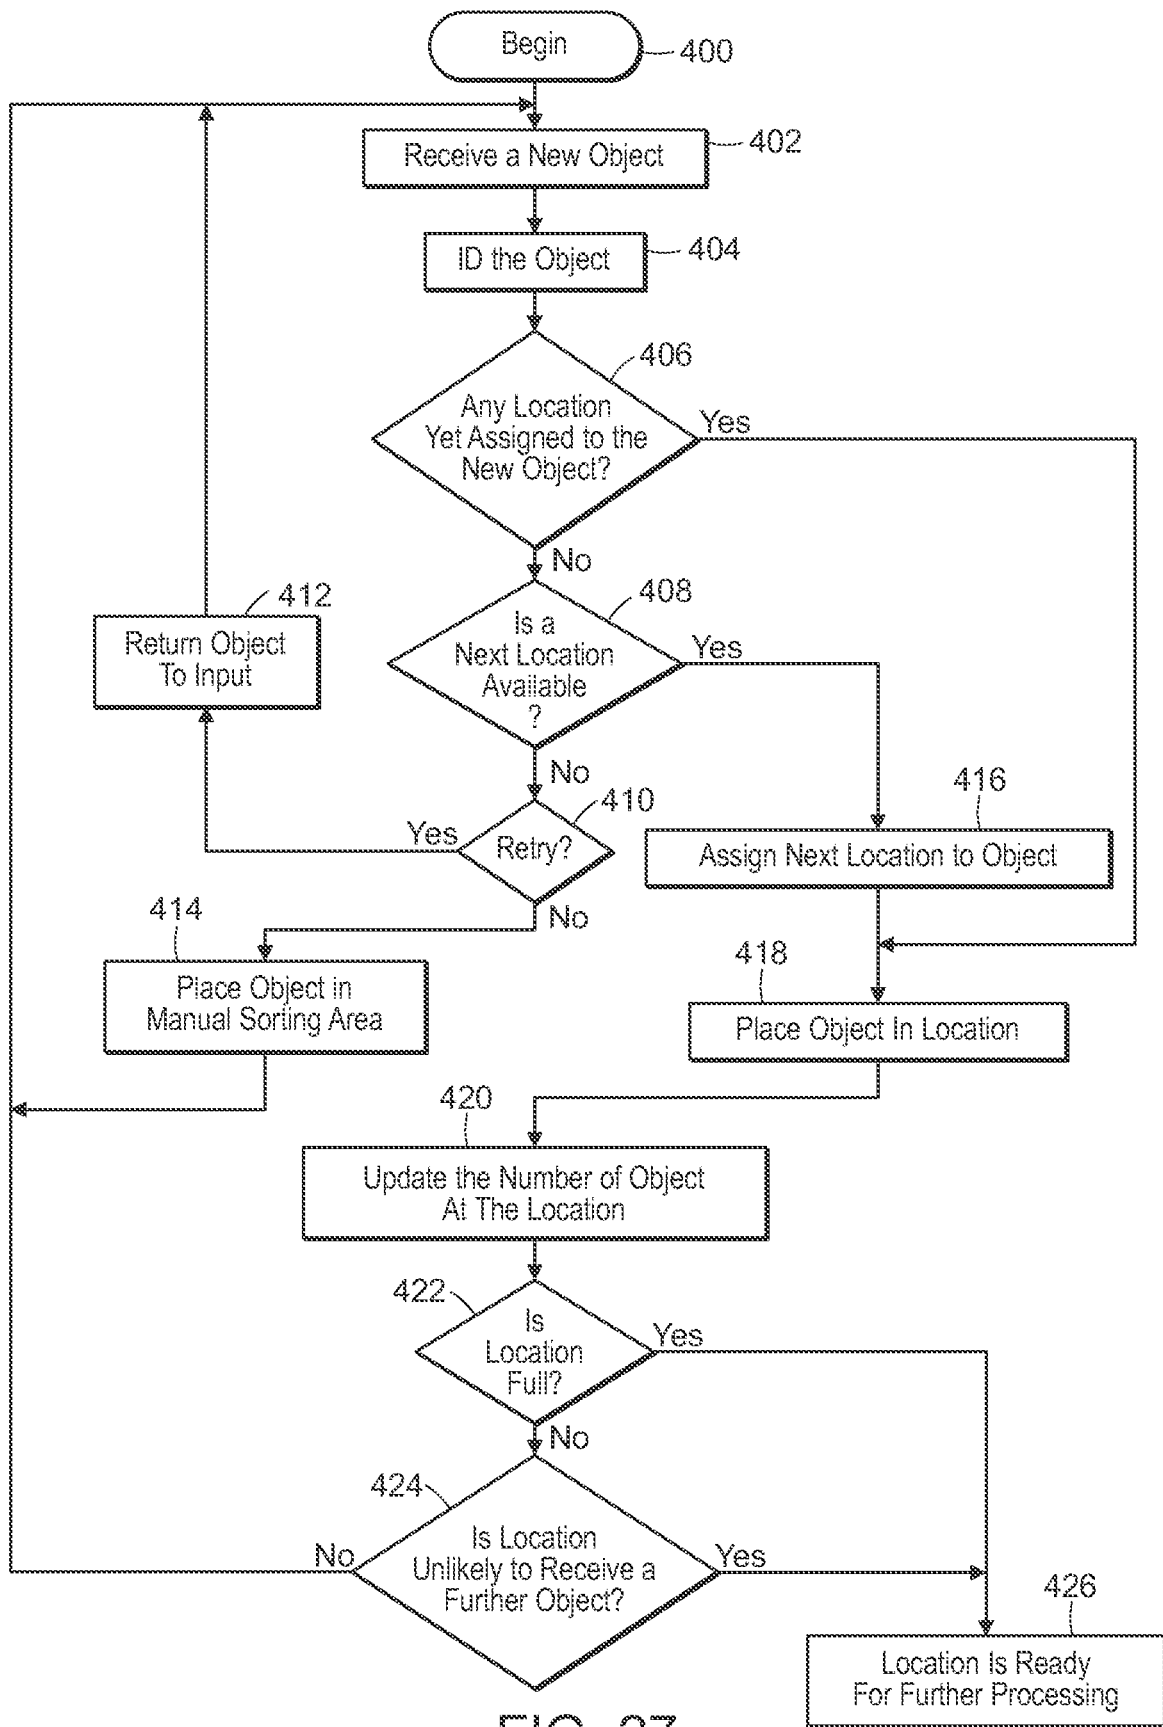 Begin
400
Receive a New Object
402
ID the Object
404
406
Any Location
Yet Assigned to the
New Object?
Yes
No
408
Is a
Next Location
Available
?
Yes
No
412
Return Object
To Input
410
Retry?
Yes
No
416
Assign Next Location to Object
414
Place Object in
Manual Sorting Area
418
Place Object In Location
420
Update the Number of Object
At The Location
422
Is
Location
Full?
Yes
No
424
Is Location
Unlikely to Receive a
Further Object?
No
Yes
426
Location Is Ready
For Further Processing